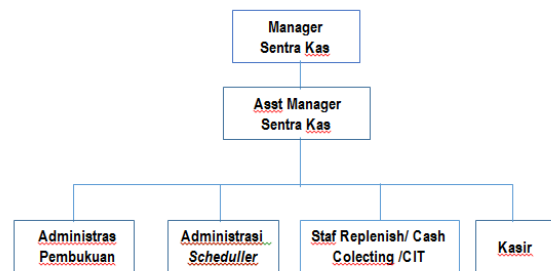 Manager
Sentra Kas
Asst Manager
Sentra Kas
Administras
Pembukuan
Administrasi
Scheduller
Staf Replenish/ Cash
Colecting /CIT
Kasir